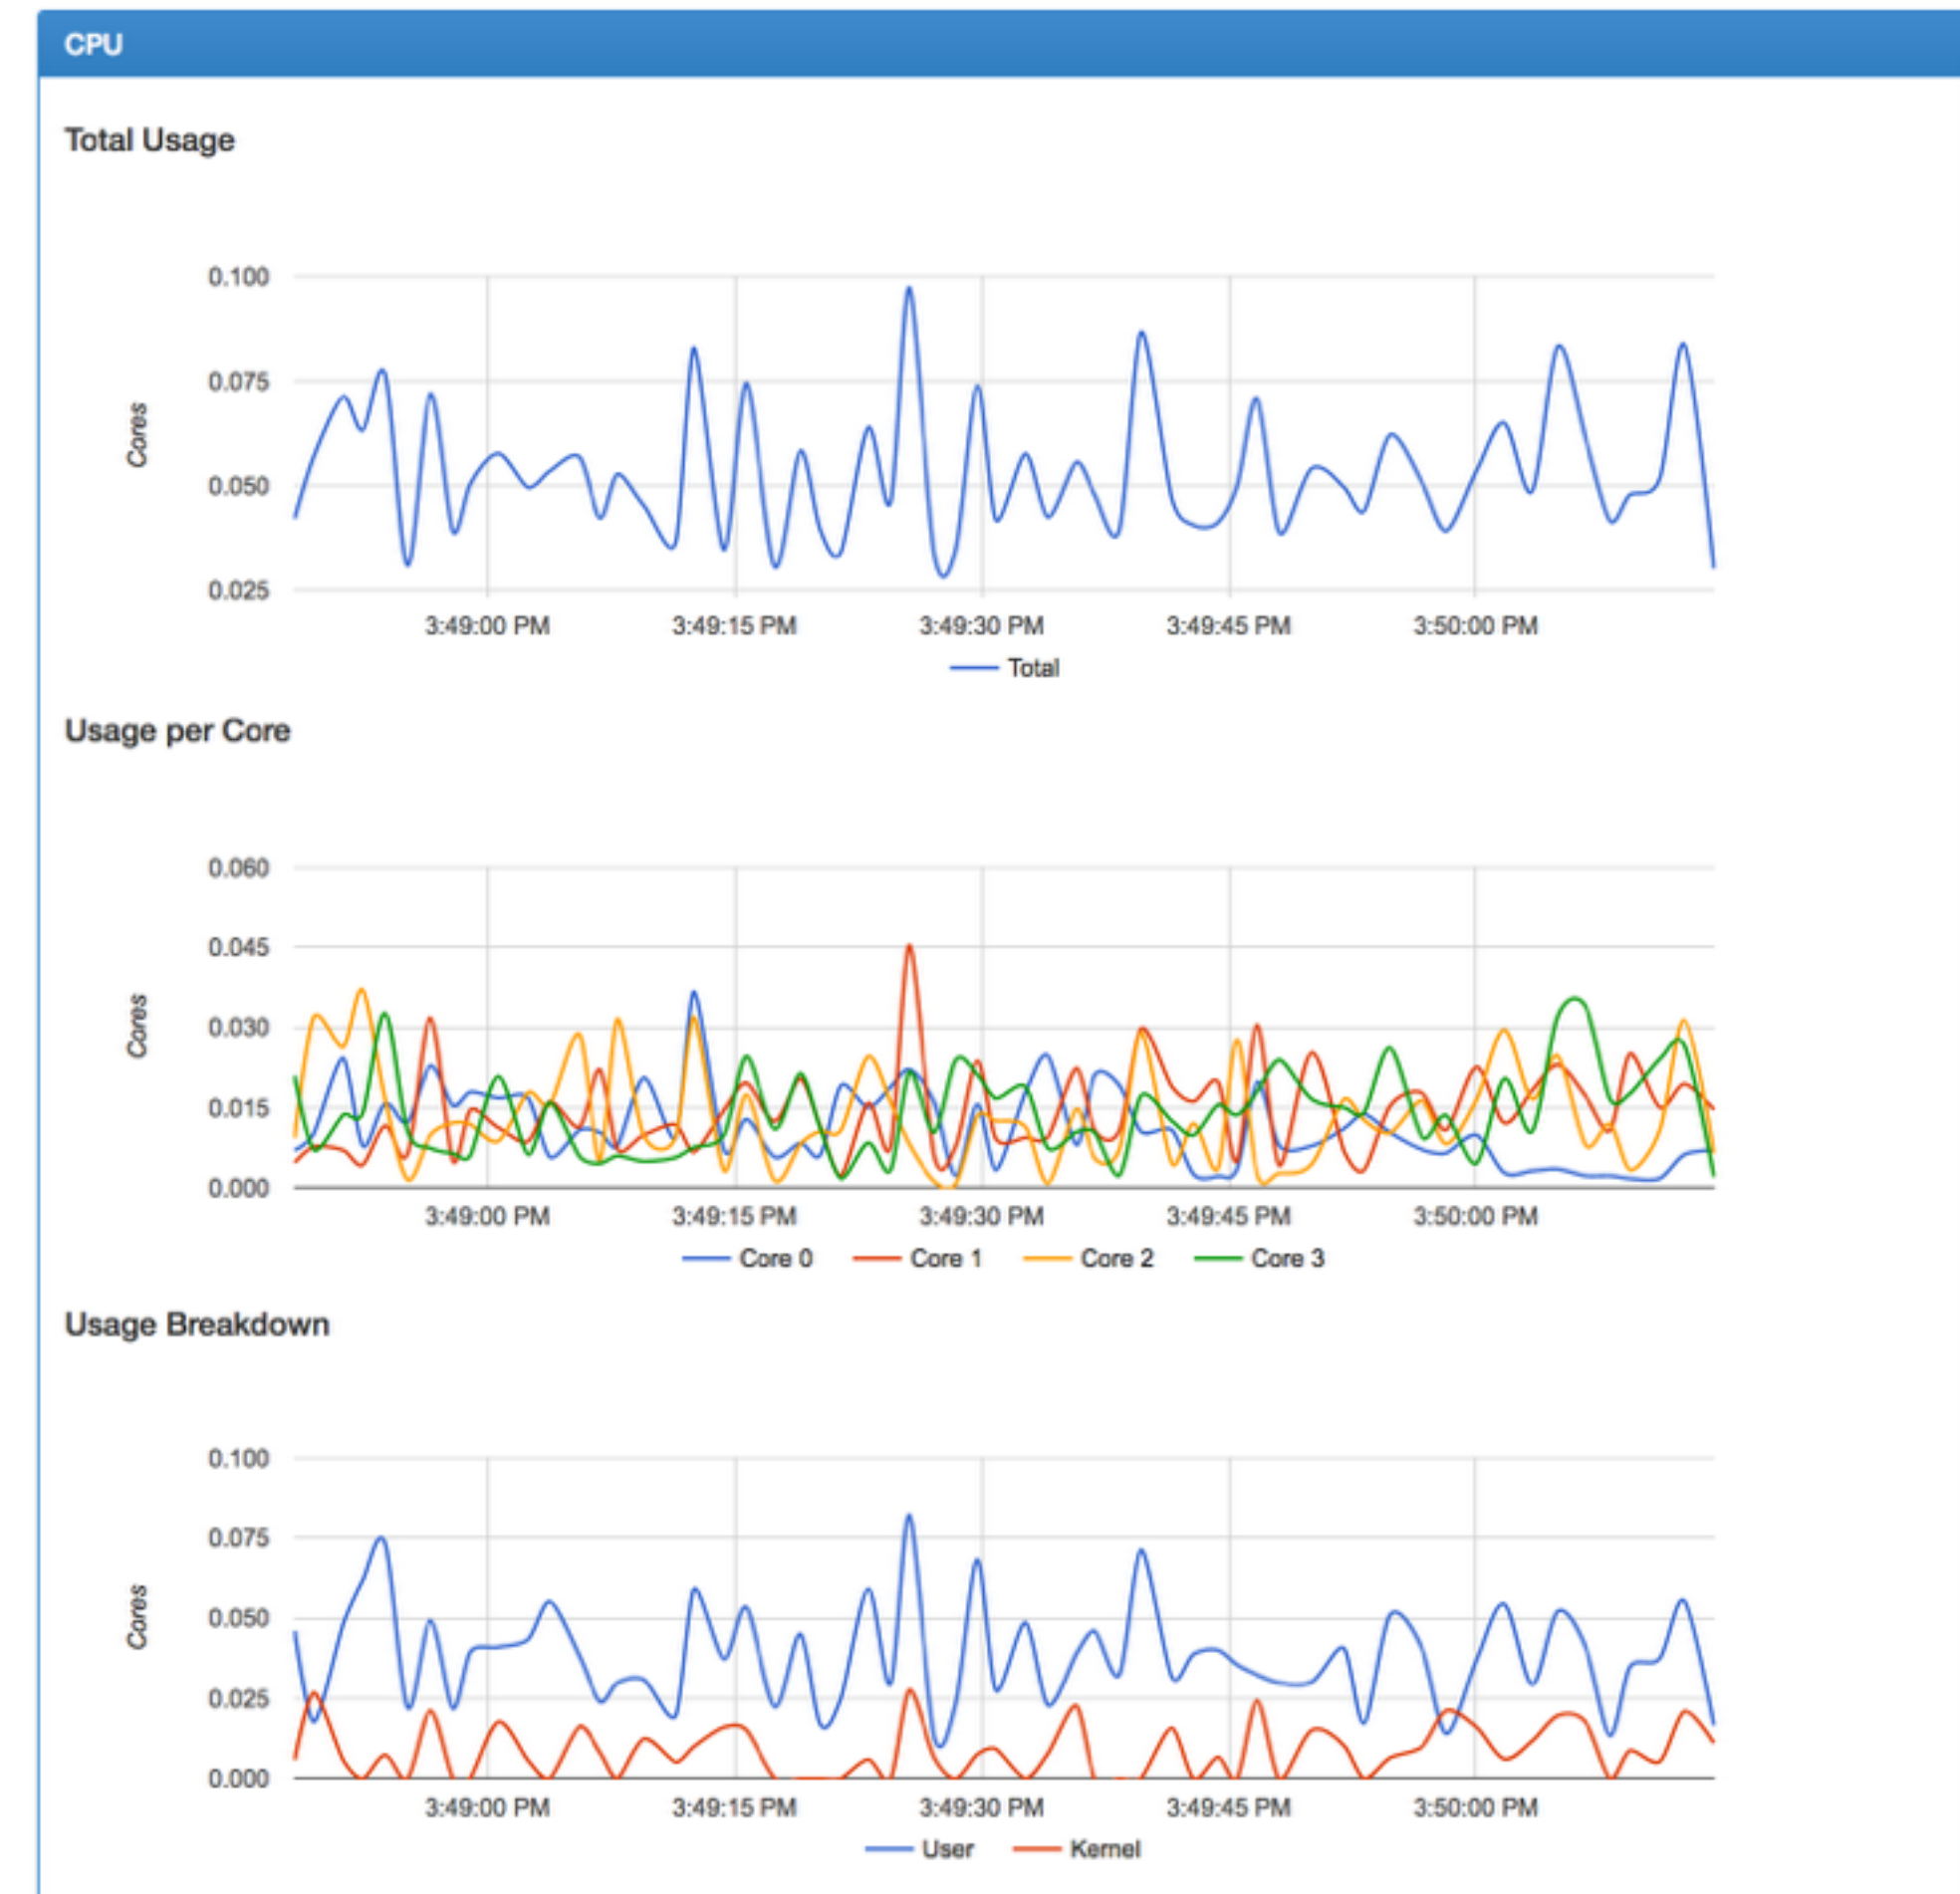 CPU
Total Usage
0.100
0.075
0.050
0.025
Cores
3:49:00 PM 3:49:15 PM 3:49:30 PM 3:49:45 PM 3:50:00 PM
Total
Usage per Core
0.060
0.045
0.030
0.015
0.000
Cores
3:49:00 PM 3:49:15 PM 3:49:30 PM 3:49:45 PM 3:50:00 PM
Core 0 Core 1 Core 2 Core 3
Usage Breakdown
0.100
0.075
0.050
0.025
0.000
Cores
3:49:00 PM 3:49:15 PM 3:49:30 PM 3:49:45 PM 3:50:00 PM
User Kernel